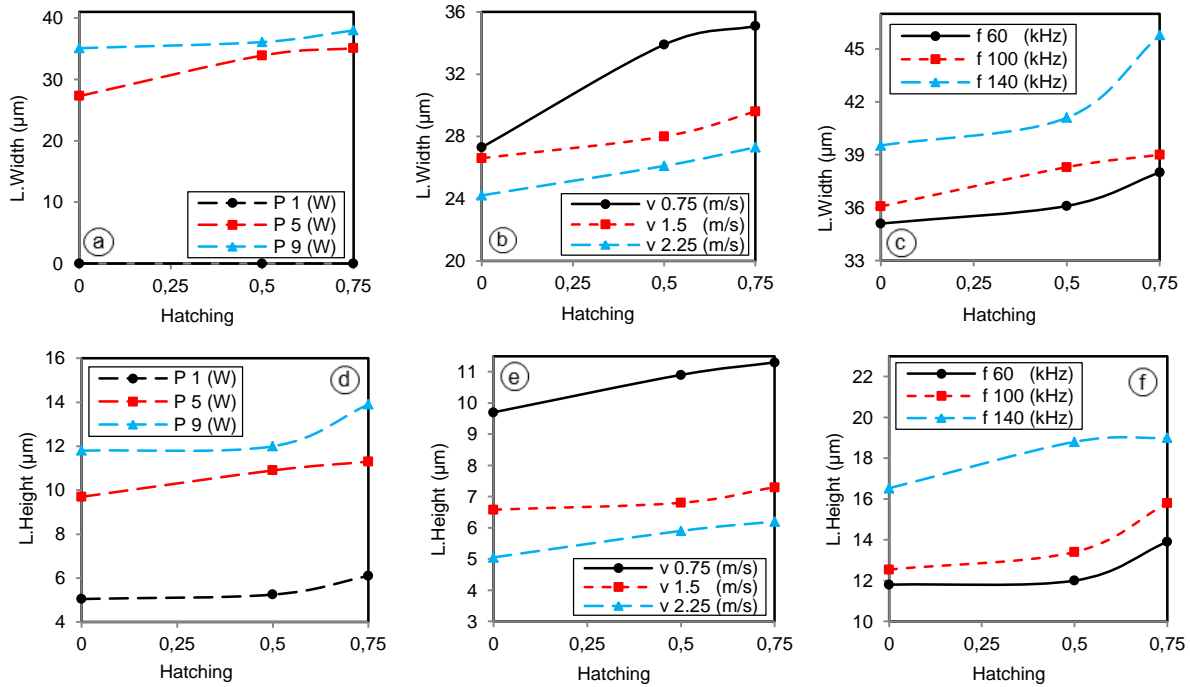 40
30
20
10
0
L.Width (µm)
P 1 (W)
P 5 (W)
P 9 (W)
a
0 0,25 0,5 0,75
Hatching
36
32
28
24
20
L.Width (µm)
v 0.75 (m/s)
v 1.5 (m/s)
v 2.25 (m/s)
b
0 0,25 0,5 0,75
Hatching
45
42
39
36
33
L.Width (µm)
f 60 (kHz)
f 100 (kHz)
f 140 (kHz)
c
0 0,25 0,5 0,75
Hatching
16
14
12
10
8
6
4
L.Height (µm)
P 1 (W)
P 5 (W)
P 9 (W)
d
0 0,25 0,5 0,75
Hatching
11
10
9
8
7
6
5
4
3
L.Height (µm)
e
v 0.75 (m/s)
v 1.5 (m/s)
v 2.25 (m/s)
0 0,25 0,5 0,75
Hatching
22
20
18
16
14
12
10
L.Height (µm)
f 60 (kHz)
f 100 (kHz)
f 140 (kHz)
f
0 0,25 0,5 0,75
Hatching